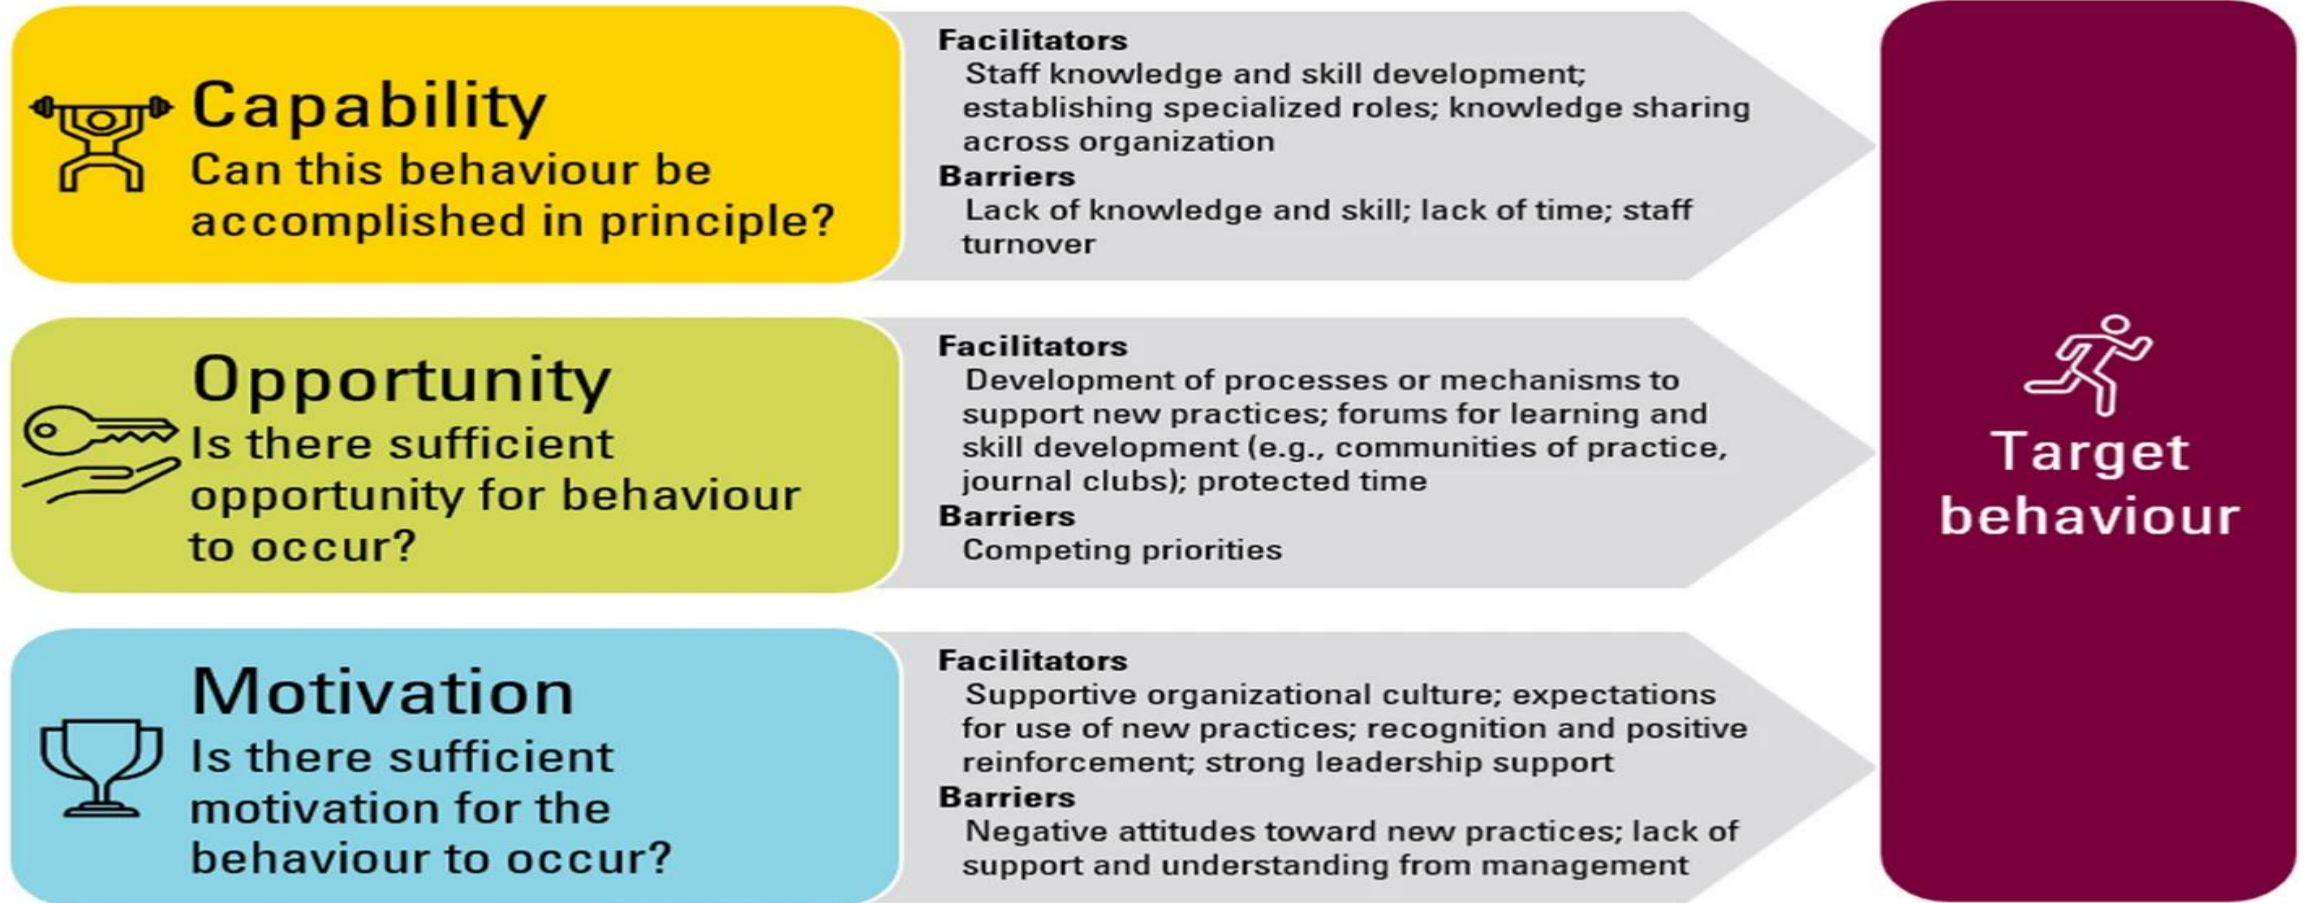 Capability
Can this behaviour be
accomplished in principle?
Facilitators
Staff knowledge and skill development;
establishing specialized roles; knowledge sharing
across organization
Barriers
Lack of knowledge and skill; lack of time; staff
turnover
Opportunity
Is there sufficient
opportunity for behaviour
to occur?
Facilitators
Development of processes or mechanisms to
support new practices; forums for learning and
skill development (e.g., communities of practice,
journal clubs); protected time
Barriers
Competing priorities
Motivation
Is there sufficient
motivation for the
behaviour to occur?
Facilitators
Supportive organizational culture; expectations
for use of new practices; recognition and positive
reinforcement; strong leadership support
Barriers
Negative attitudes toward new practices; lack of
support and understanding from management
Target
behaviour